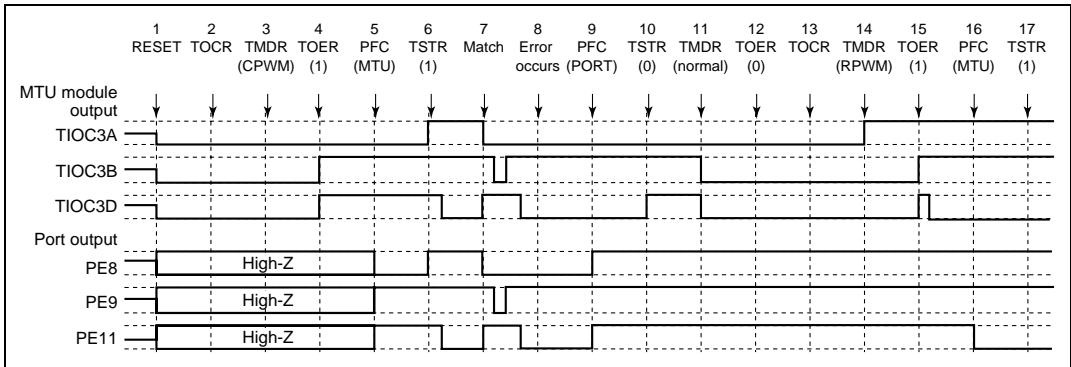 1 2 3 4 5 6 7 8 9 10 11 12 13 14 15 16 17
RESET TOCR TMDR TOER PFC TSTR Match Error PFC TSTR TMDR TOER TOCR TMDR TOER PFC TSTR
(CPWM) (1) (MTU) (1) occurs (PORT) (0) (normal) (0) (RPWM) (1) (MTU) (1)
MTU module
output
TIOC3A
TIOC3B
TIOC3D
Port output
PE8 High-Z
PE9 High-Z
PE11 High-Z